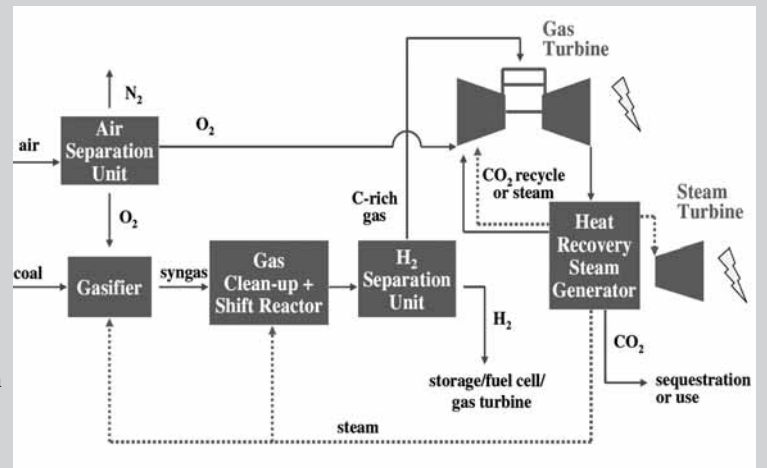 Gas
Turbine
N₂
Air
Separation
Unit
air
O₂
CO₂ recycle
or steam
C-rich
gas
Steam
Turbine
O₂
Heat
Recovery
Steam
Generator
coal
Gasifier
syngas
Gas
Clean-up +
Shift Reactor
H₂
Separation
Unit
H₂
CO₂
storage/fuel cell/
gas turbine
sequestration
or use
steam